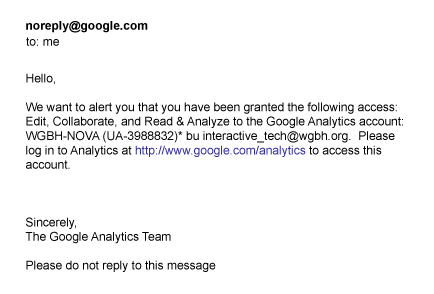 noreply@google.com
to: me
Hello,
We want to alert you that you have been granted the following access:
Edit, Collaborate, and Read & Analyze to the Google Analytics account:
WGBH-NOVA (UA-3988832)* bu interactive_tech@wgbh.org.  Please
log in to Analytics at http://www.google.com/analytics to access this
account.
Sincerely,
The Google Analytics Team
Please do not reply to this message